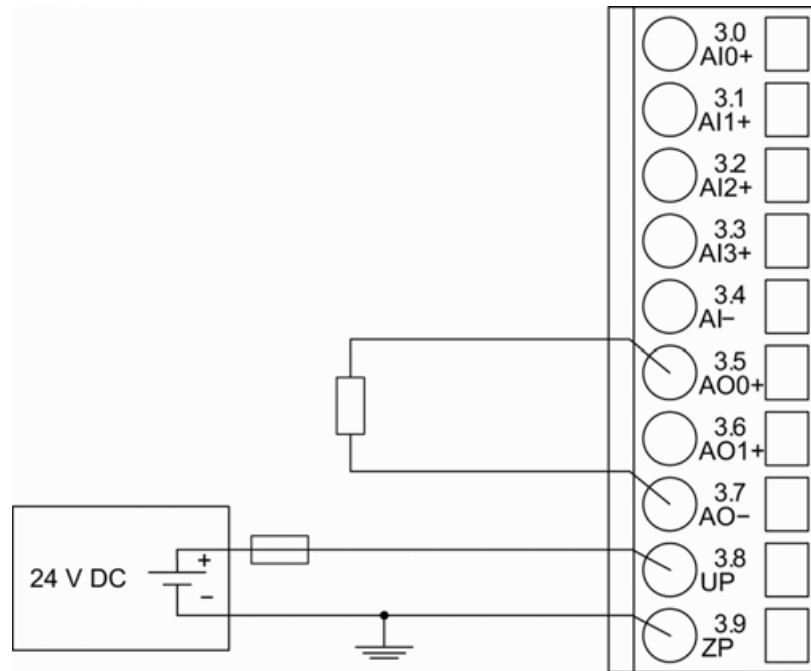 3.0
AI0+
3.1
AI1+
3.2
AI2+
3.3
AI3+
3.4
AI−
3.5
AO0+
3.6
AO1+
3.7
AO−
3.8
UP
3.9
ZP
24 V DC
+
−